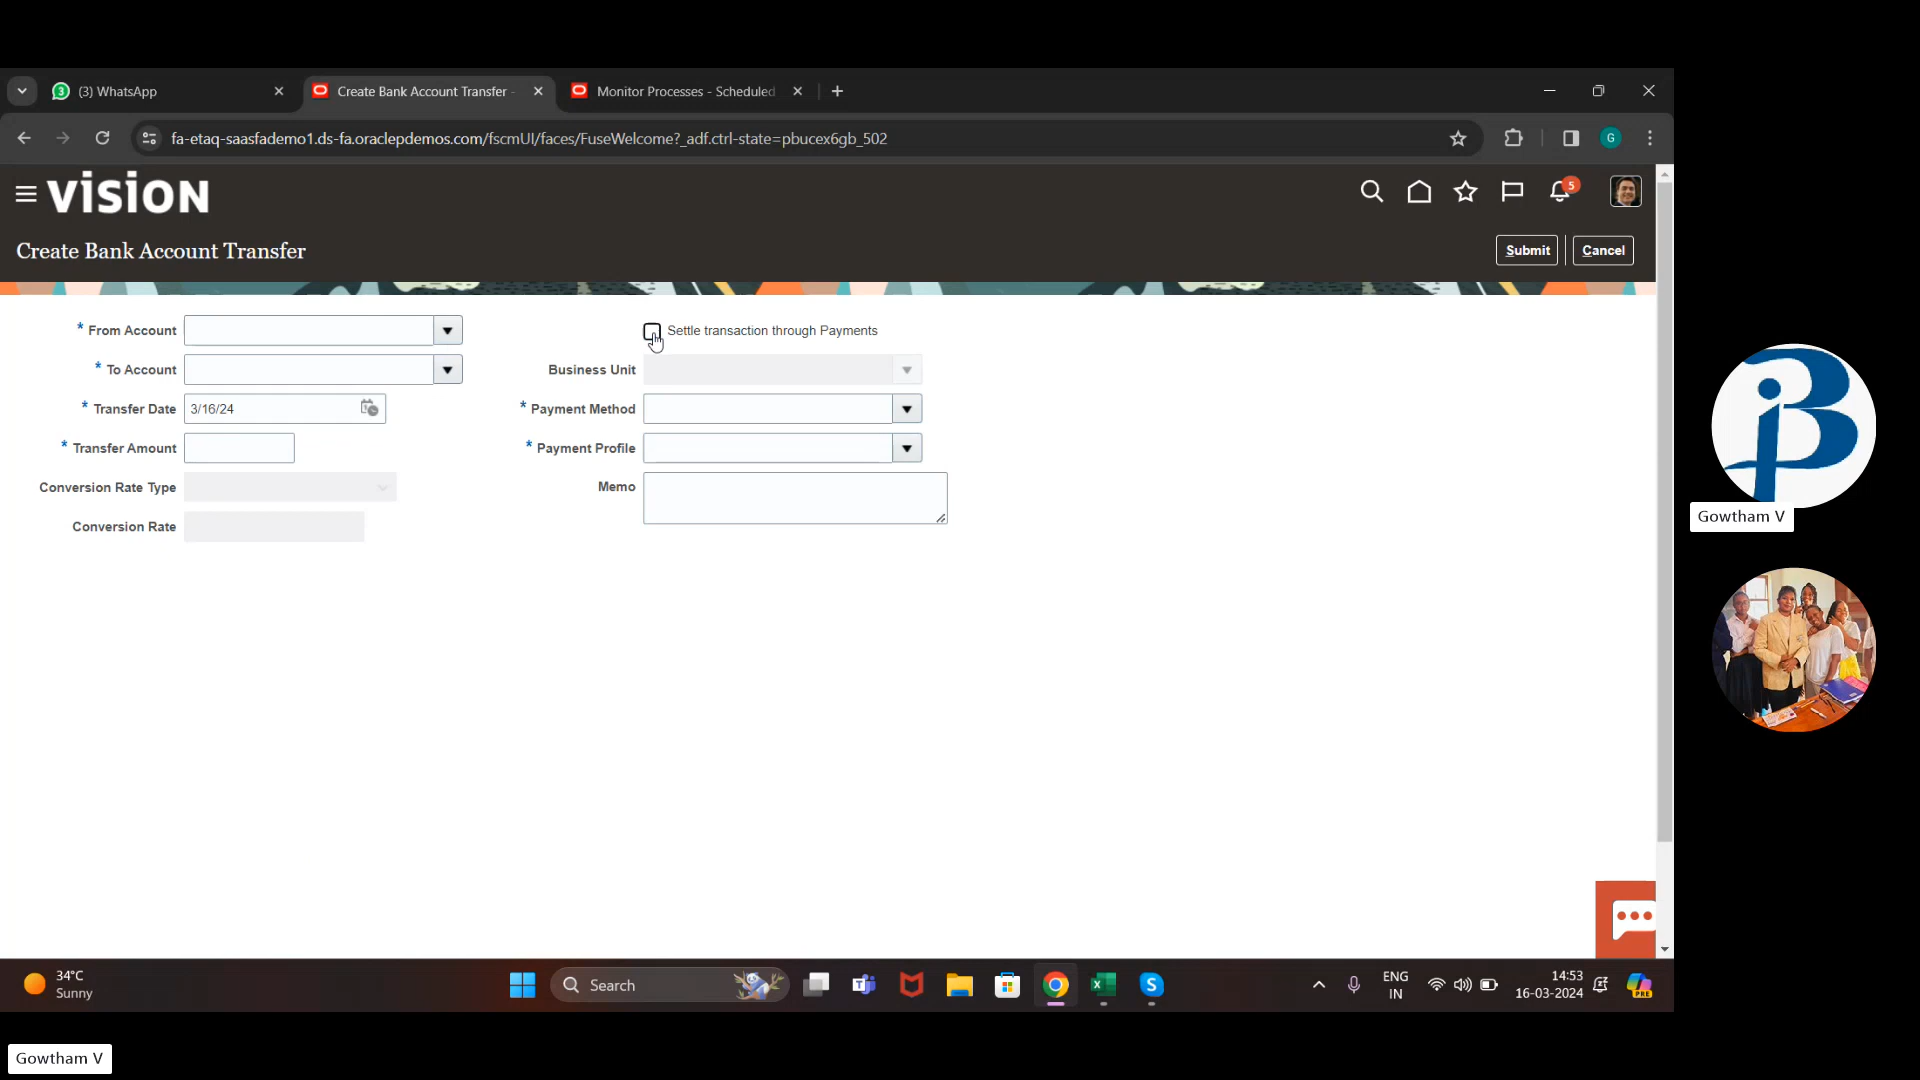 (3) WhatsApp
Create Bank Account Transfer -
Monitor Processes - Scheduled
fa-etaq-saasfademo1.ds-fa.oraclepdemos.com/fscmUI/faces/FuseWelcome?_adf.ctrl-state=pbucex6gb_502
G
VISION
5
Create Bank Account Transfer
Submit
Cancel
* From Account
Settle transaction through Payments
* To Account
Business Unit
* Transfer Date 3/16/24
* Payment Method
* Transfer Amount
* Payment Profile
Conversion Rate Type
Memo
Conversion Rate
Gowtham V
34°C
Sunny
Search
ENG
IN
14:53
16-03-2024
PRE
Gowtham V